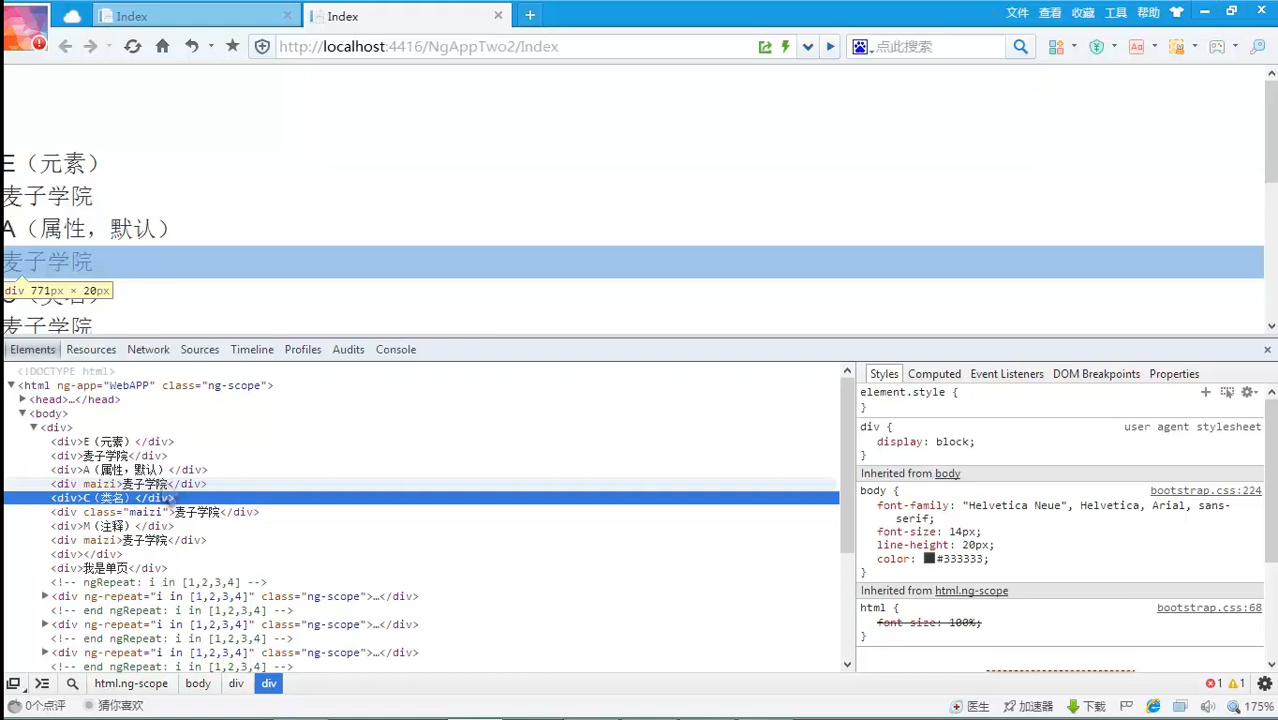 Index
Index
文件 查看 收藏 工具 帮助
http://localhost:4416/NgAppTwo2/Index
点此搜索
E（元素）
麦子学院
A（属性，默认）
麦子学院
div 771px × 20px
麦子学院
Elements Resources Network Sources Timeline Profiles Audits Console
<!DOCTYPE html>
<html ng-app="WebAPP" class="ng-scope">
<head>…</head>
<body>
<div>
<div>E（元素）</div>
<div>麦子学院</div>
<div>A（属性，默认）</div>
<div maizi>麦子学院</div>
<div>C（类名）</div>
<div class="maizi">麦子学院</div>
<div>M（注释）</div>
<div maizi>麦子学院</div>
<div></div>
<div>我是单页</div>
<!-- ngRepeat: i in [1,2,3,4] -->
<div ng-repeat="i in [1,2,3,4]" class="ng-scope">…</div>
<!-- end ngRepeat: i in [1,2,3,4] -->
<div ng-repeat="i in [1,2,3,4]" class="ng-scope">…</div>
<!-- end ngRepeat: i in [1,2,3,4] -->
<div ng-repeat="i in [1,2,3,4]" class="ng-scope">…</div>
<!-- end ngRepeat: i in [1,2,3,4] -->
Styles Computed Event Listeners DOM Breakpoints Properties
element.style {
}
div { user agent stylesheet
display: block;
}
Inherited from body
body { bootstrap.css:224
font-family: "Helvetica Neue", Helvetica, Arial, sans-
serif;
font-size: 14px;
line-height: 20px;
color: #333333;
}
Inherited from html.ng-scope
html { bootstrap.css:68
font-size: 100%;
}
html.ng-scope body div div
1 1
0个点评 猜你喜欢
医生 加速器 下载 175%